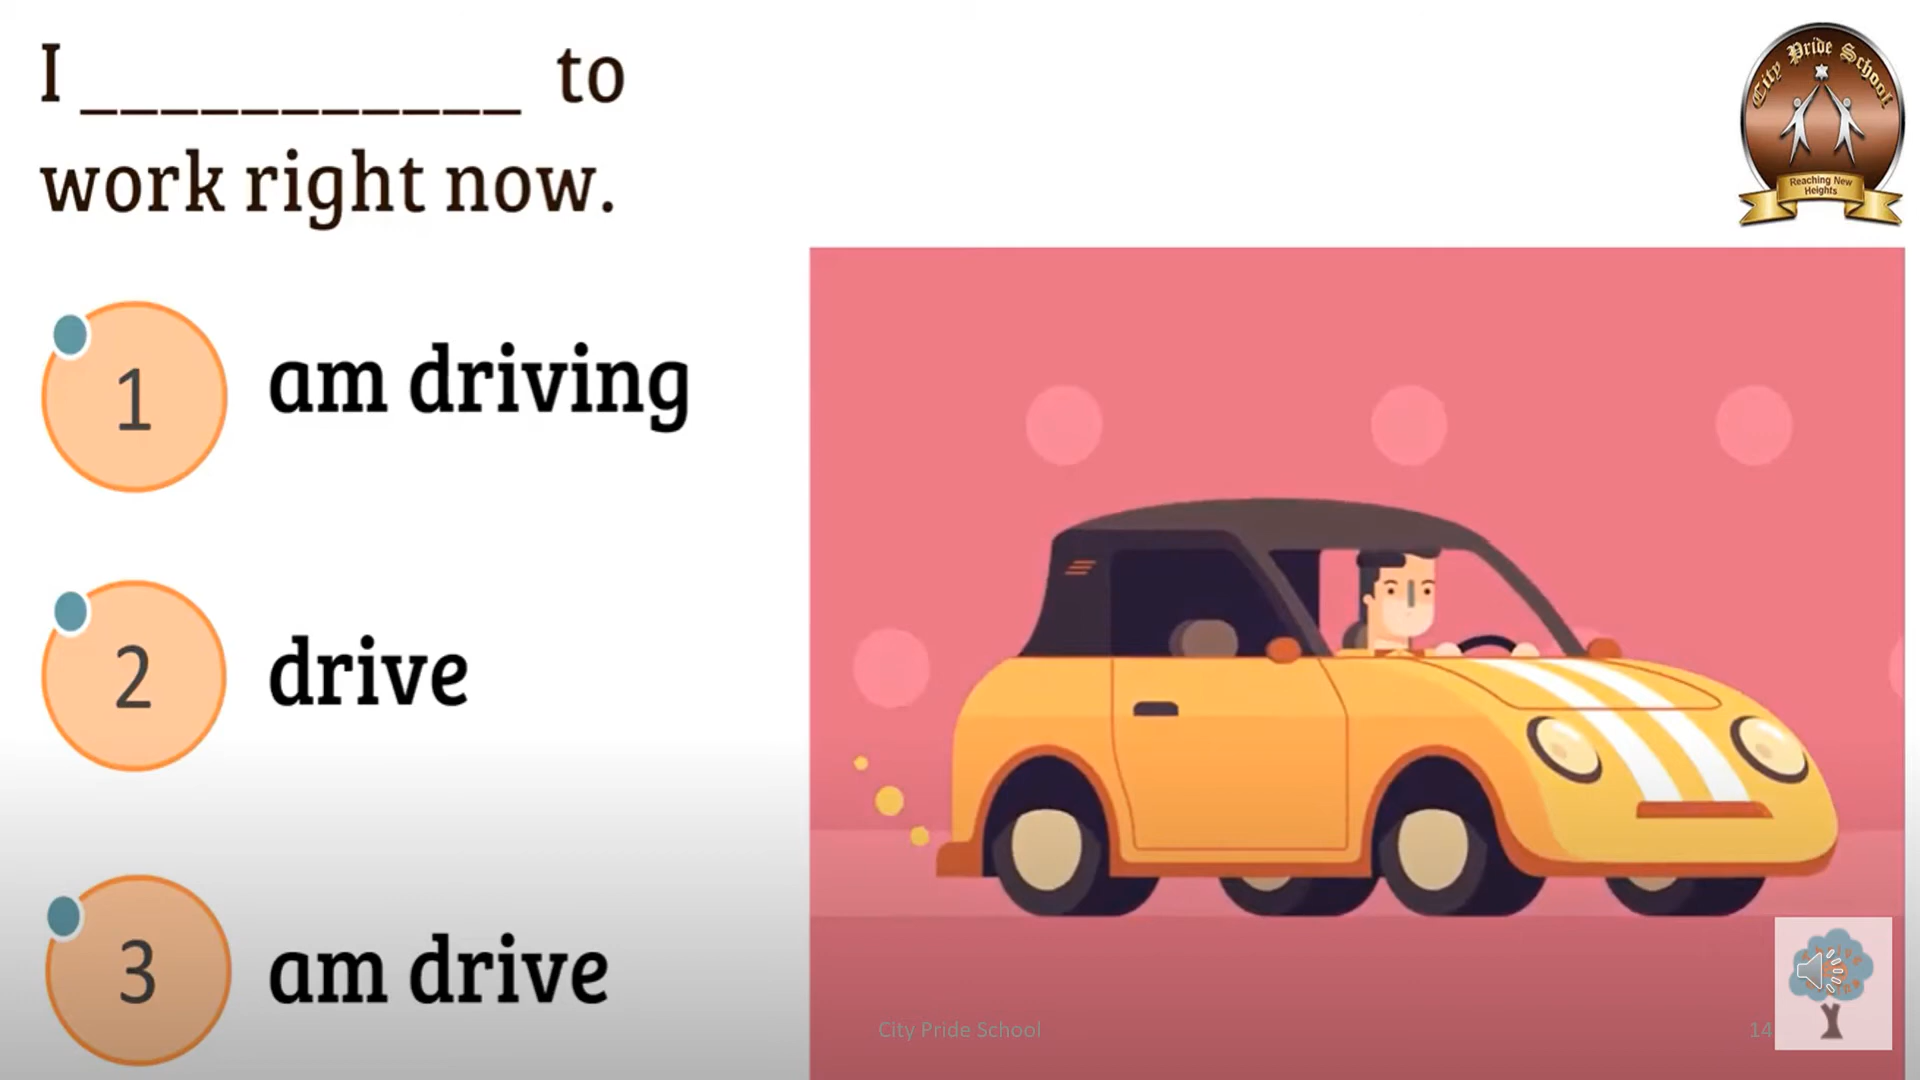 I ___________ to
work right now.
City Pride School
Reaching New
Heights
1 am driving
2 drive
3 am drive
City Pride School
14